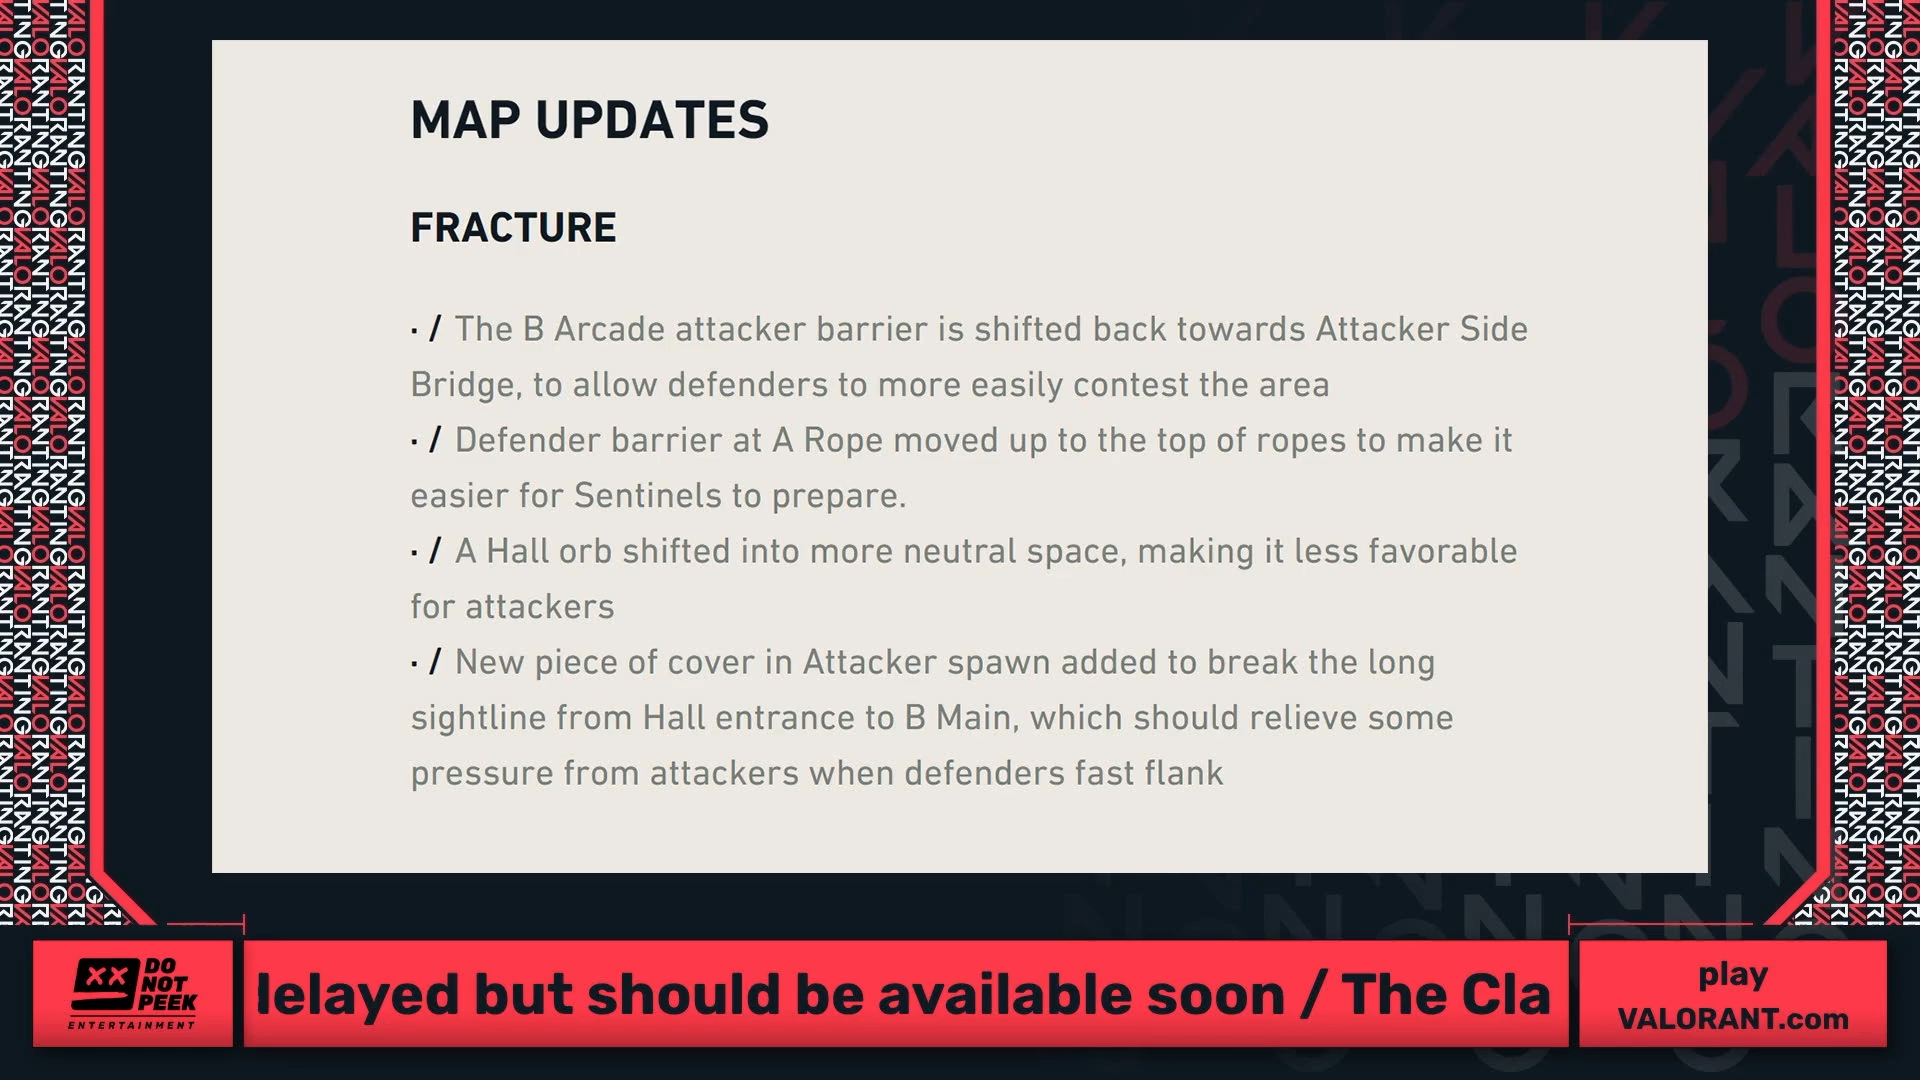 MAP UPDATES
FRACTURE
· / The B Arcade attacker barrier is shifted back towards Attacker Side
Bridge, to allow defenders to more easily contest the area
· / Defender barrier at A Rope moved up to the top of ropes to make it
easier for Sentinels to prepare.
· / A Hall orb shifted into more neutral space, making it less favorable
for attackers
· / New piece of cover in Attacker spawn added to break the long
sightline from Hall entrance to B Main, which should relieve some
pressure from attackers when defenders fast flank
DO
NOT
PEEK
ENTERTAINMENT
elayed but should be available soon / The Cla
play
VALORANT.com